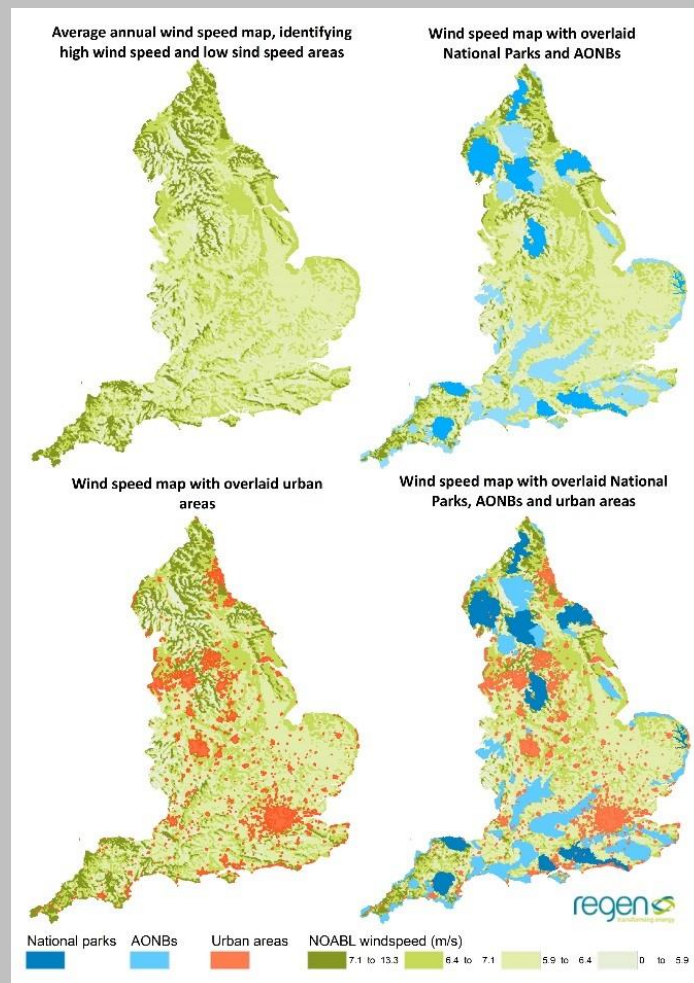 Average annual wind speed map, identifying
high wind speed and low sind speed areas
Wind speed map with overlaid
National Parks and AONBs
Wind speed map with overlaid urban
areas
Wind speed map with overlaid National
Parks, AONBs and urban areas
regen
transforming energy
National parks AONBs Urban areas NOABL windspeed (m/s)
7.1 to 13.3 6.4 to 7.1 5.9 to 6.4 0 to 5.9